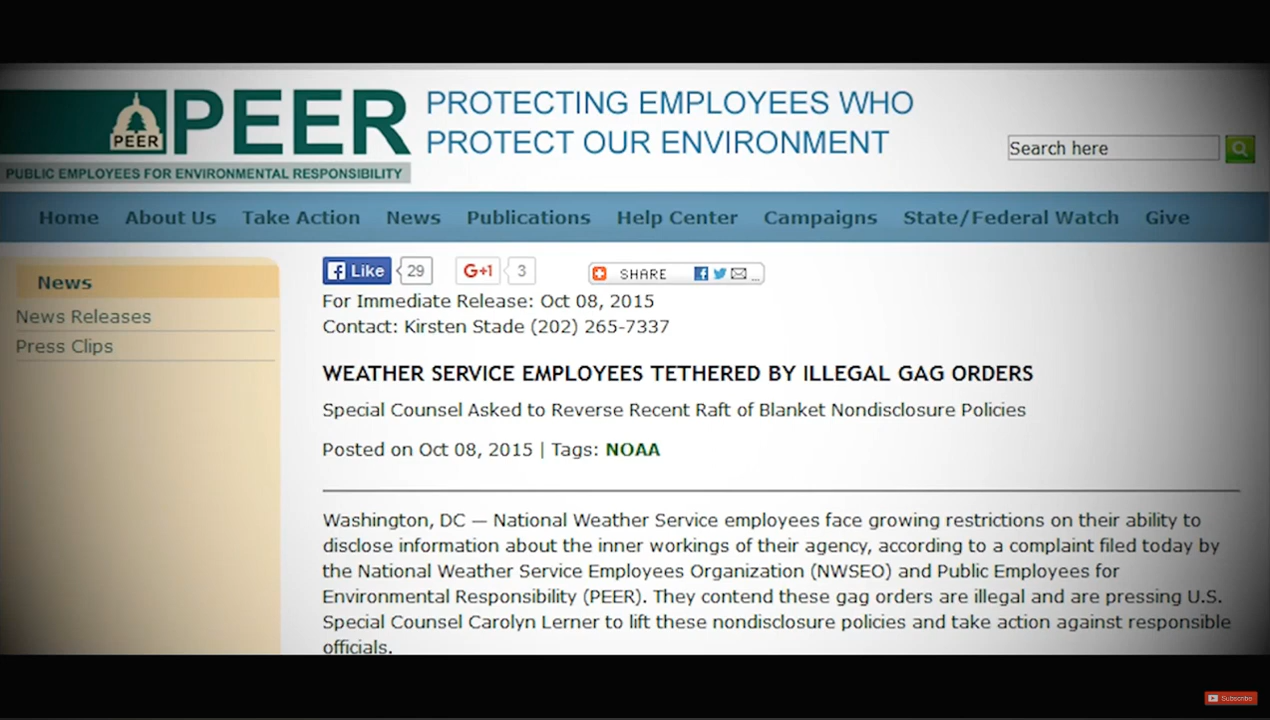 PEER
PEER
PROTECTING EMPLOYEES WHO
PROTECT OUR ENVIRONMENT
PUBLIC EMPLOYEES FOR ENVIRONMENTAL RESPONSIBILITY
Search here
Home About Us Take Action News Publications Help Center Campaigns State/Federal Watch Give
News
News Releases
Press Clips
Like 29 G+1 3 SHARE
For Immediate Release: Oct 08, 2015
Contact: Kirsten Stade (202) 265-7337
WEATHER SERVICE EMPLOYEES TETHERED BY ILLEGAL GAG ORDERS
Special Counsel Asked to Reverse Recent Raft of Blanket Nondisclosure Policies
Posted on Oct 08, 2015 | Tags: NOAA
Washington, DC — National Weather Service employees face growing restrictions on their ability to
disclose information about the inner workings of their agency, according to a complaint filed today by
the National Weather Service Employees Organization (NWSEO) and Public Employees for
Environmental Responsibility (PEER). They contend these gag orders are illegal and are pressing U.S.
Special Counsel Carolyn Lerner to lift these nondisclosure policies and take action against responsible
officials.
Subscribe